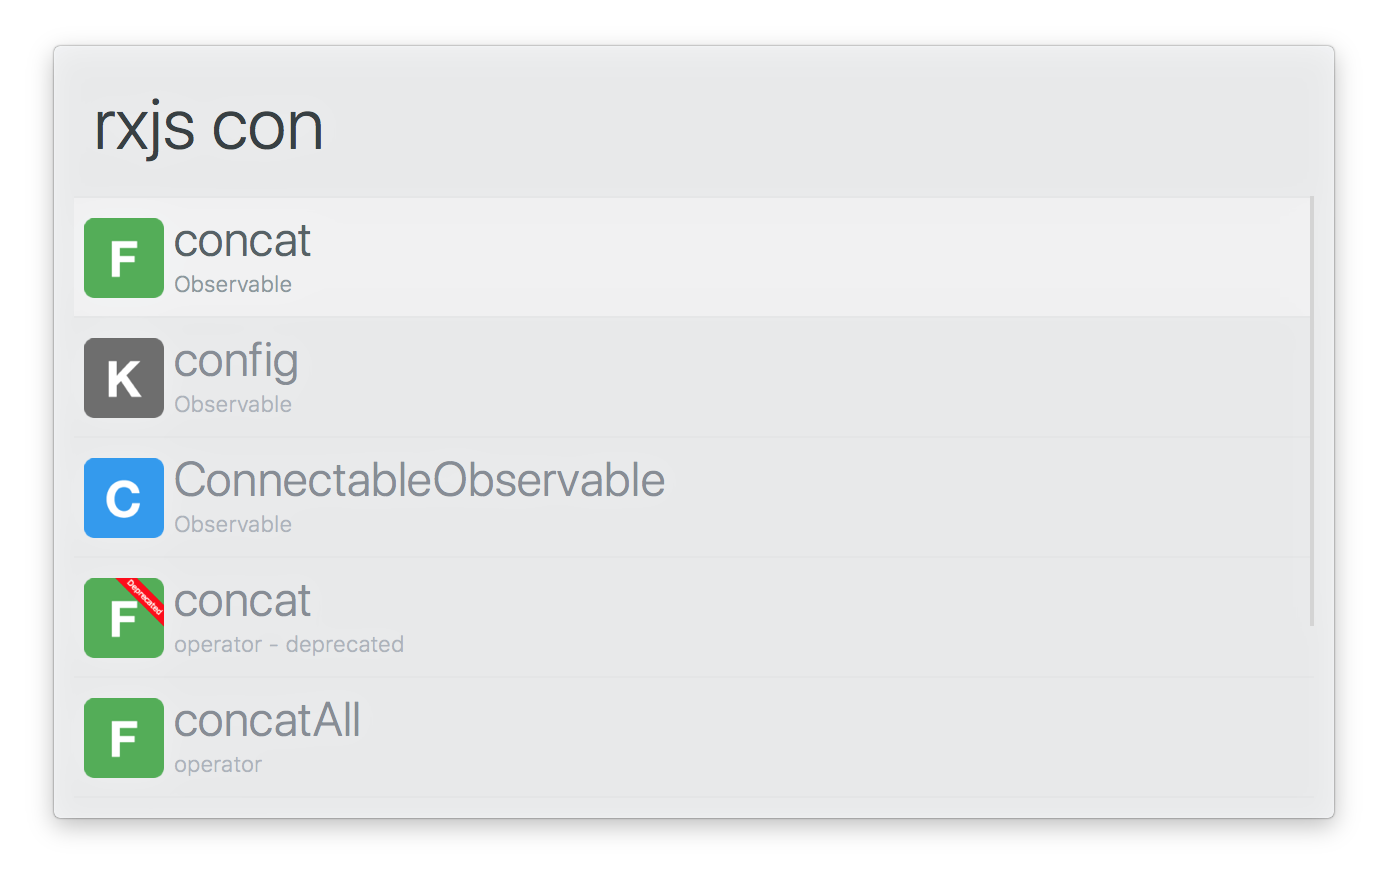 rxjs con
F
concat
Observable
K
config
Observable
C
ConnectableObservable
Observable
F
Deprecated
concat
operator - deprecated
F
concatAll
operator